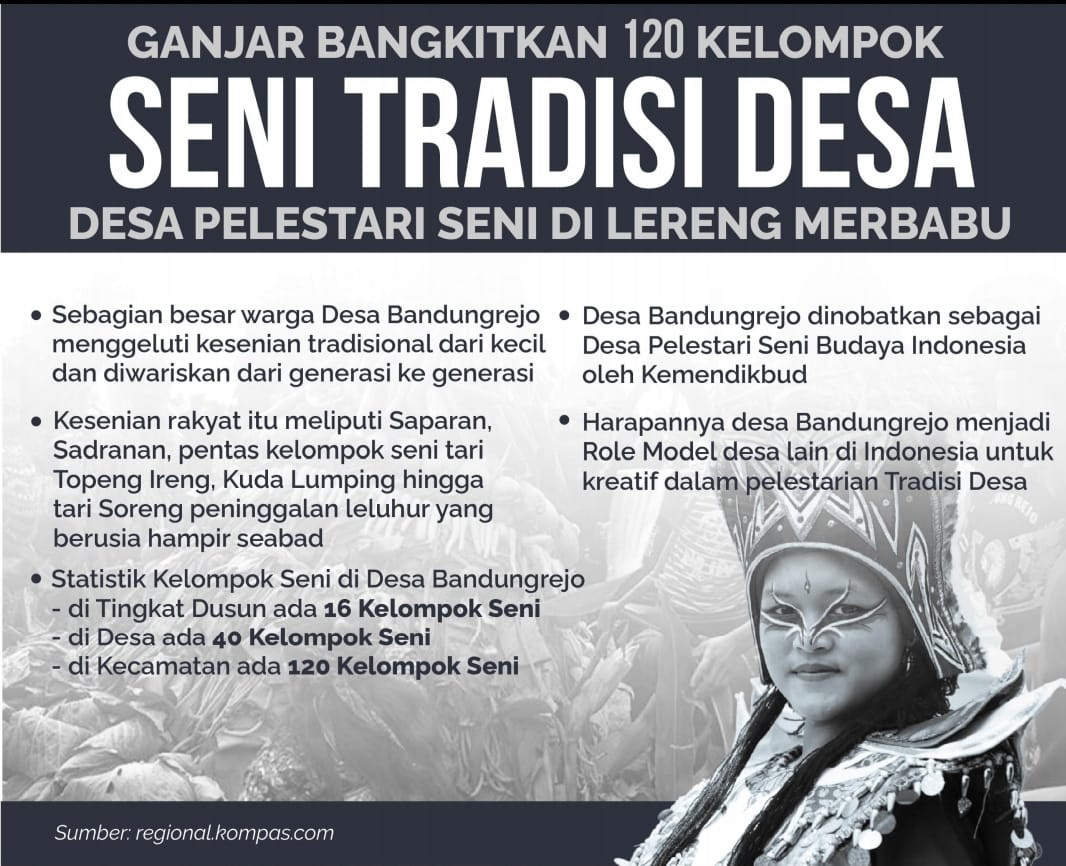 GANJAR BANGKITKAN 120 KELOMPOK
SENI TRADISI DESA
DESA PELESTARI SENI DI LERENG MERBABU
• Sebagian besar warga Desa Bandungrejo
menggeluti kesenian tradisional dari kecil
dan diwariskan dari generasi ke generasi
• Kesenian rakyat itu meliputi Saparan,
Sadranan, pentas kelompok seni tari
Topeng Ireng, Kuda Lumping hingga
tari Soreng peninggalan leluhur yang
berusia hampir seabad
• Statistik Kelompok Seni di Desa Bandungrejo
- di Tingkat Dusun ada 16 Kelompok Seni
- di Desa ada 40 Kelompok Seni
- di Kecamatan ada 120 Kelompok Seni
• Desa Bandungrejo dinobatkan sebagai
Desa Pelestari Seni Budaya Indonesia
oleh Kemendikbud
• Harapannya desa Bandungrejo menjadi
Role Model desa lain di Indonesia untuk
kreatif dalam pelestarian Tradisi Desa
Sumber: regional.kompas.com